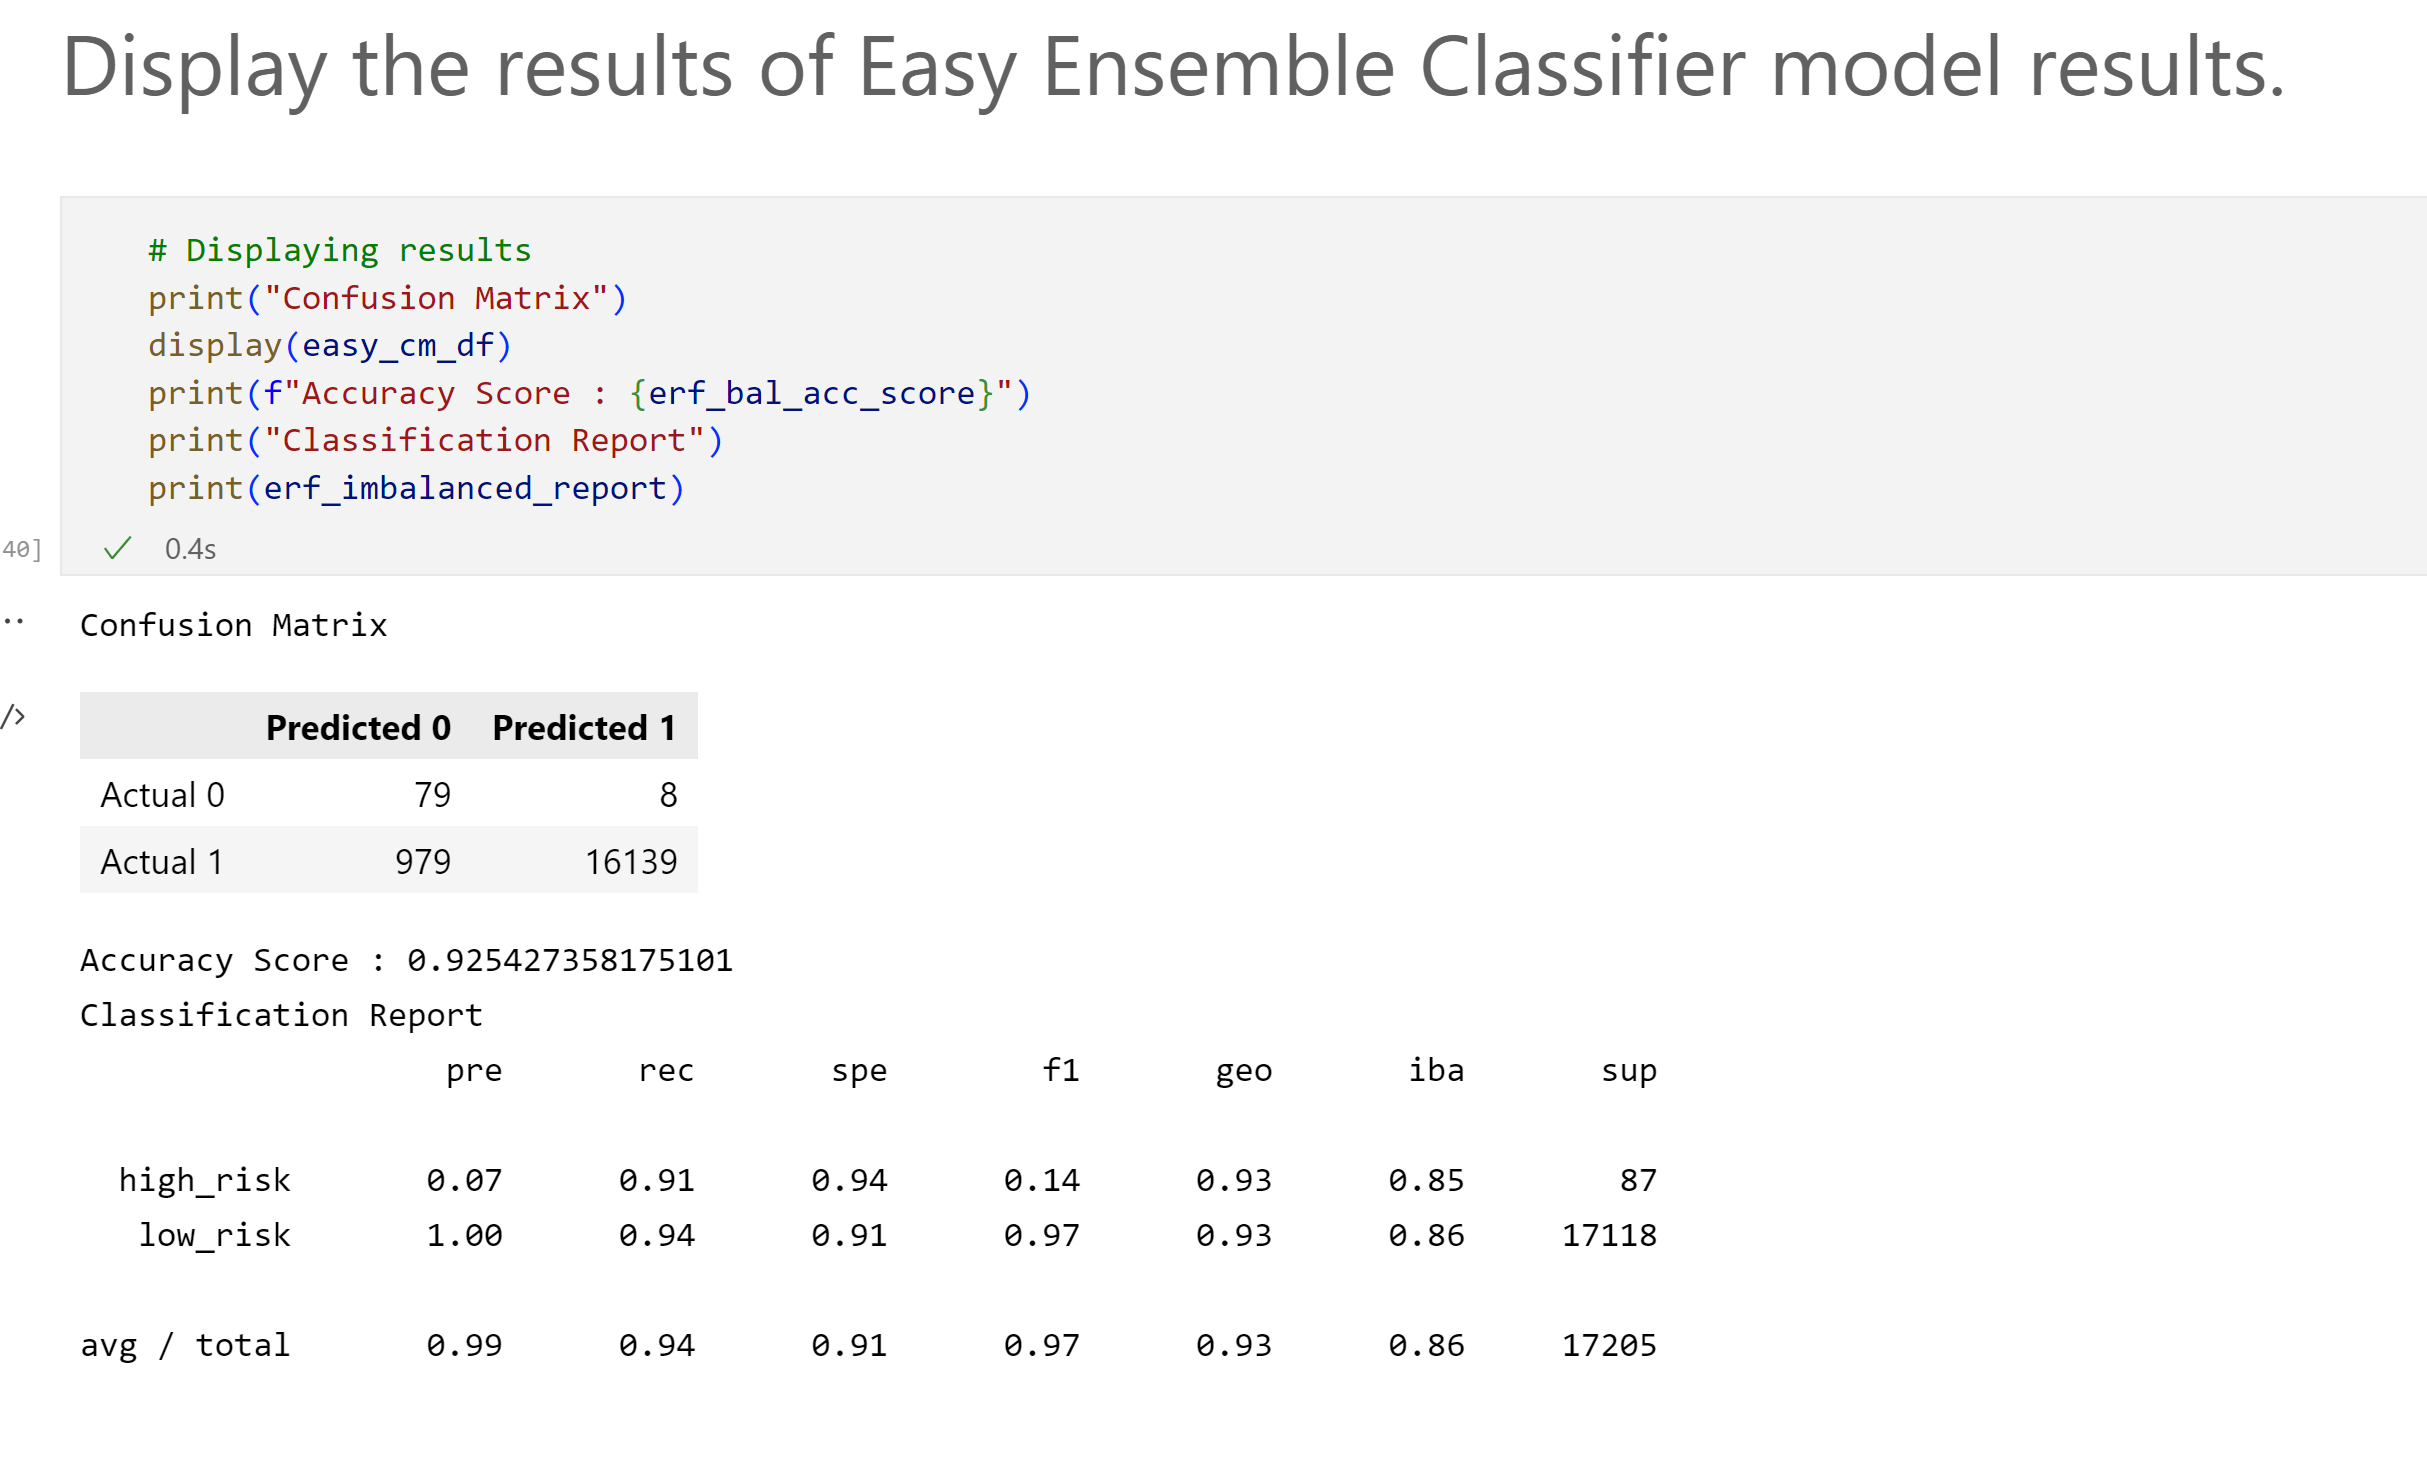 Display the results of Easy Ensemble Classifier model results.
# Displaying results
print("Confusion Matrix")
display(easy_cm_df)
print(f"Accuracy Score : {erf_bal_acc_score}")
print("Classification Report")
print(erf_imbalanced_report)
40] ✓ 0.4s
Confusion Matrix
Predicted 0 Predicted 1
Actual 0 79 8
Actual 1 979 16139
Accuracy Score : 0.925427358175101
Classification Report
pre rec spe f1 geo iba sup
high_risk 0.07 0.91 0.94 0.14 0.93 0.85 87
low_risk 1.00 0.94 0.91 0.97 0.93 0.86 17118
avg / total 0.99 0.94 0.91 0.97 0.93 0.86 17205